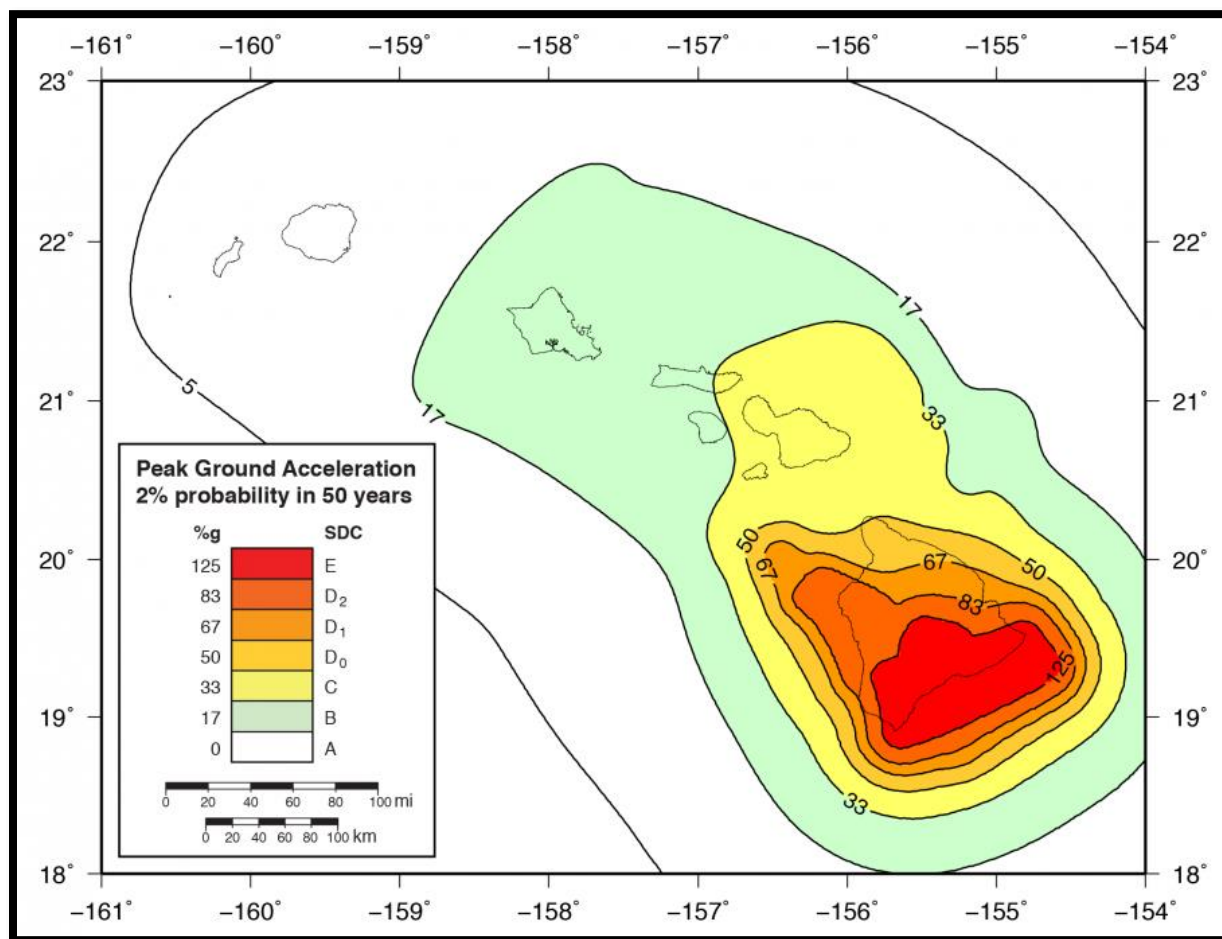 −161˚ −160˚ −159˚ −158˚ −157˚ −156˚ −155˚ −154˚
23˚ 23˚
22˚ 22˚
17
5
21˚ 17 33 21˚
Peak Ground Acceleration
2% probability in 50 years
%g SDC
125 E
83 D2
67 D1
50 D0
33 C
17 B
0 A
0 20 40 60 80 100 mi
0 20 40 60 80 100 km
50 67 50
20˚ 67 20˚
83
125
19˚ 19˚
33
18˚ 18˚
−161˚ −160˚ −159˚ −158˚ −157˚ −156˚ −155˚ −154˚